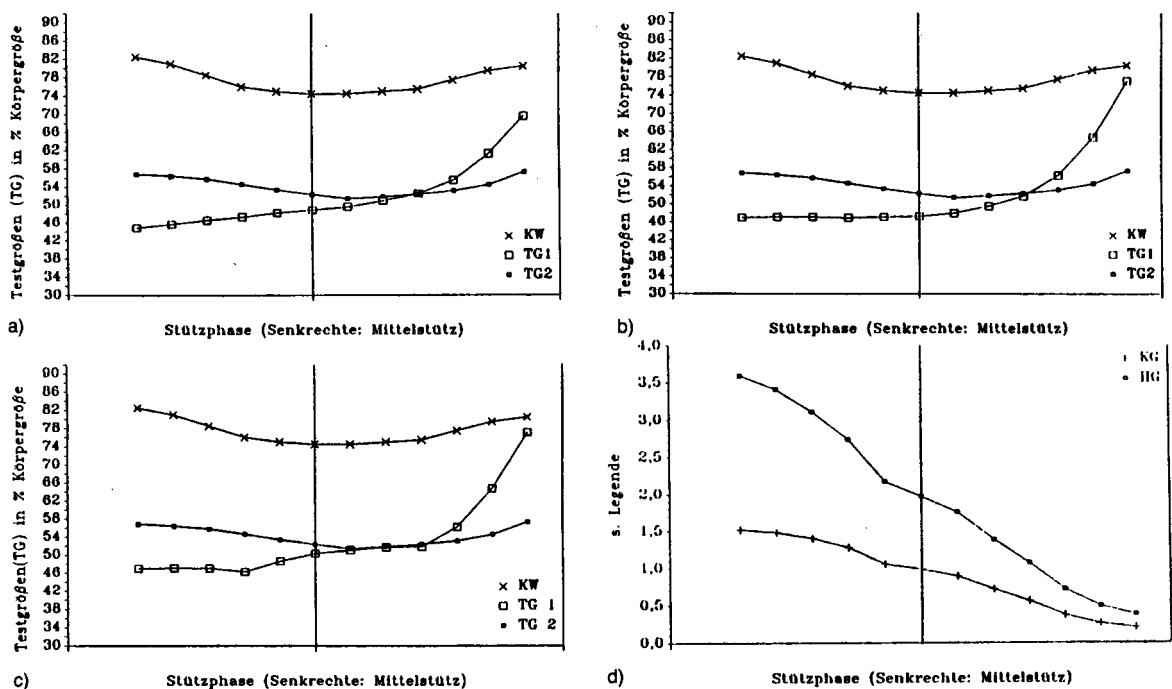 Testgrößen (TG) in % Körpergröße
90
86
82
78
74
70
66
62
58
54
50
46
42
38
34
30
KW
TG1
TG2
a)
Stützphase (Senkrechte: Mittelstütz)
Testgrößen (TG) in % Körpergröße
90
86
82
78
74
70
66
62
58
54
50
46
42
38
34
30
KW
TG1
TG2
b)
Stützphase (Senkrechte: Mittelstütz)
Testgrößen(TG) in % Körpergröße
90
86
82
78
74
70
66
62
58
54
50
46
42
38
34
30
KW
TG 1
TG 2
c)
Stützphase (Senkrechte: Mittelstütz)
s. Legende
4,0
3,5
3,0
2,5
2,0
1,5
1,0
0,5
0,0
KG
HG
d)
Stützphase (Senkrechte: Mittelstütz)